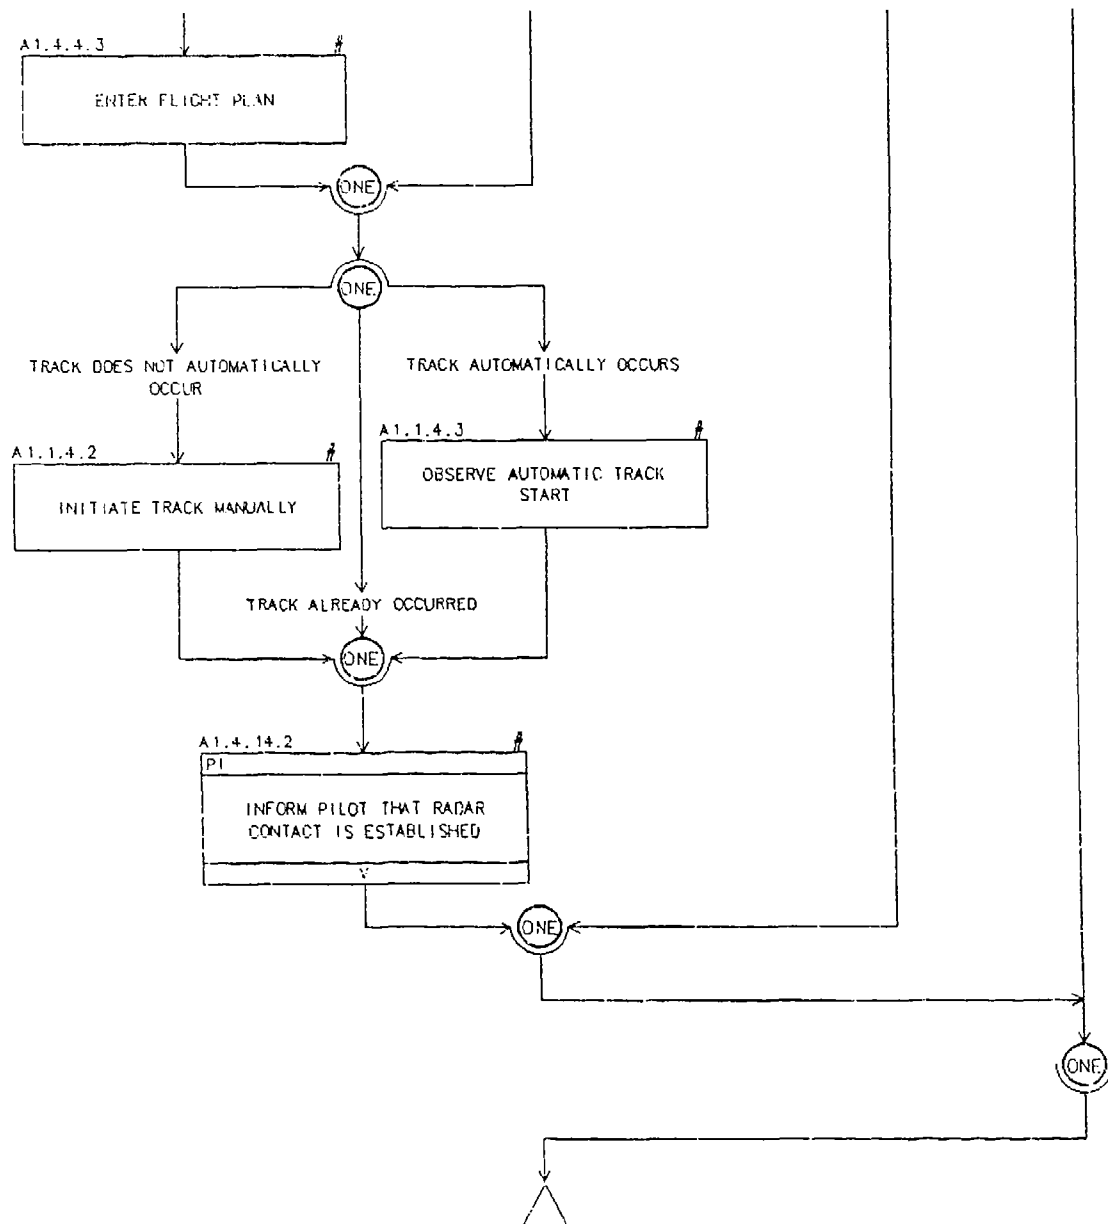 A1.4.4.3 #
ENTER FLIGHT PLAN
ONE
ONE
TRACK DOES NOT AUTOMATICALLY
OCCUR
TRACK AUTOMATICALLY OCCURS
A1.1.4.2 #
INITIATE TRACK MANUALLY
A1.1.4.3 #
OBSERVE AUTOMATIC TRACK
START
TRACK ALREADY OCCURRED
ONE
A1.4.14.2 #
PI
INFORM PILOT THAT RADAR
CONTACT IS ESTABLISHED
V
ONE
ONE